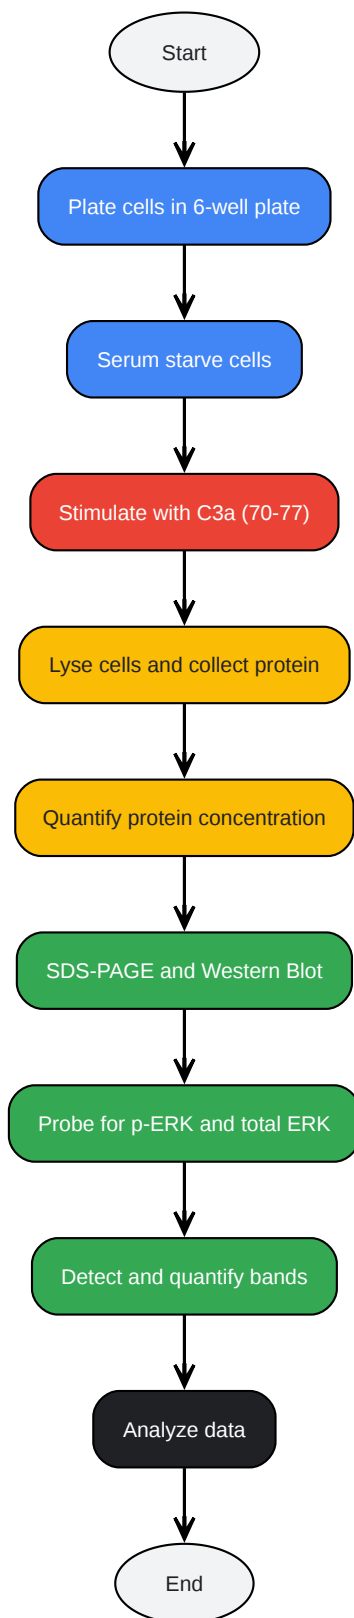 Start
Plate cells in 6-well plate
Serum starve cells
Stimulate with C3a (70-77)
Lyse cells and collect protein
Quantify protein concentration
SDS-PAGE and Western Blot
Probe for p-ERK and total ERK
Detect and quantify bands
Analyze data
End